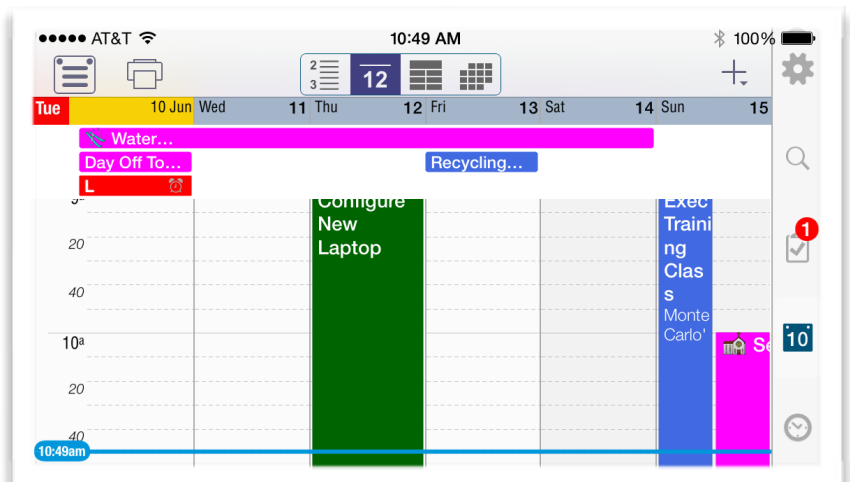 AT&T 10:49 AM 100%
2
3
12
Tue 10 Jun Wed 11 Thu 12 Fri 13 Sat 14 Sun 15
Water...
Day Off To... Recycling...
L
9ª
Configure
New
Laptop
Exec
Traini
ng
Clas
s
Monte
Carlo'
20
40
10ª
Se
20
40
10:49am
1
10